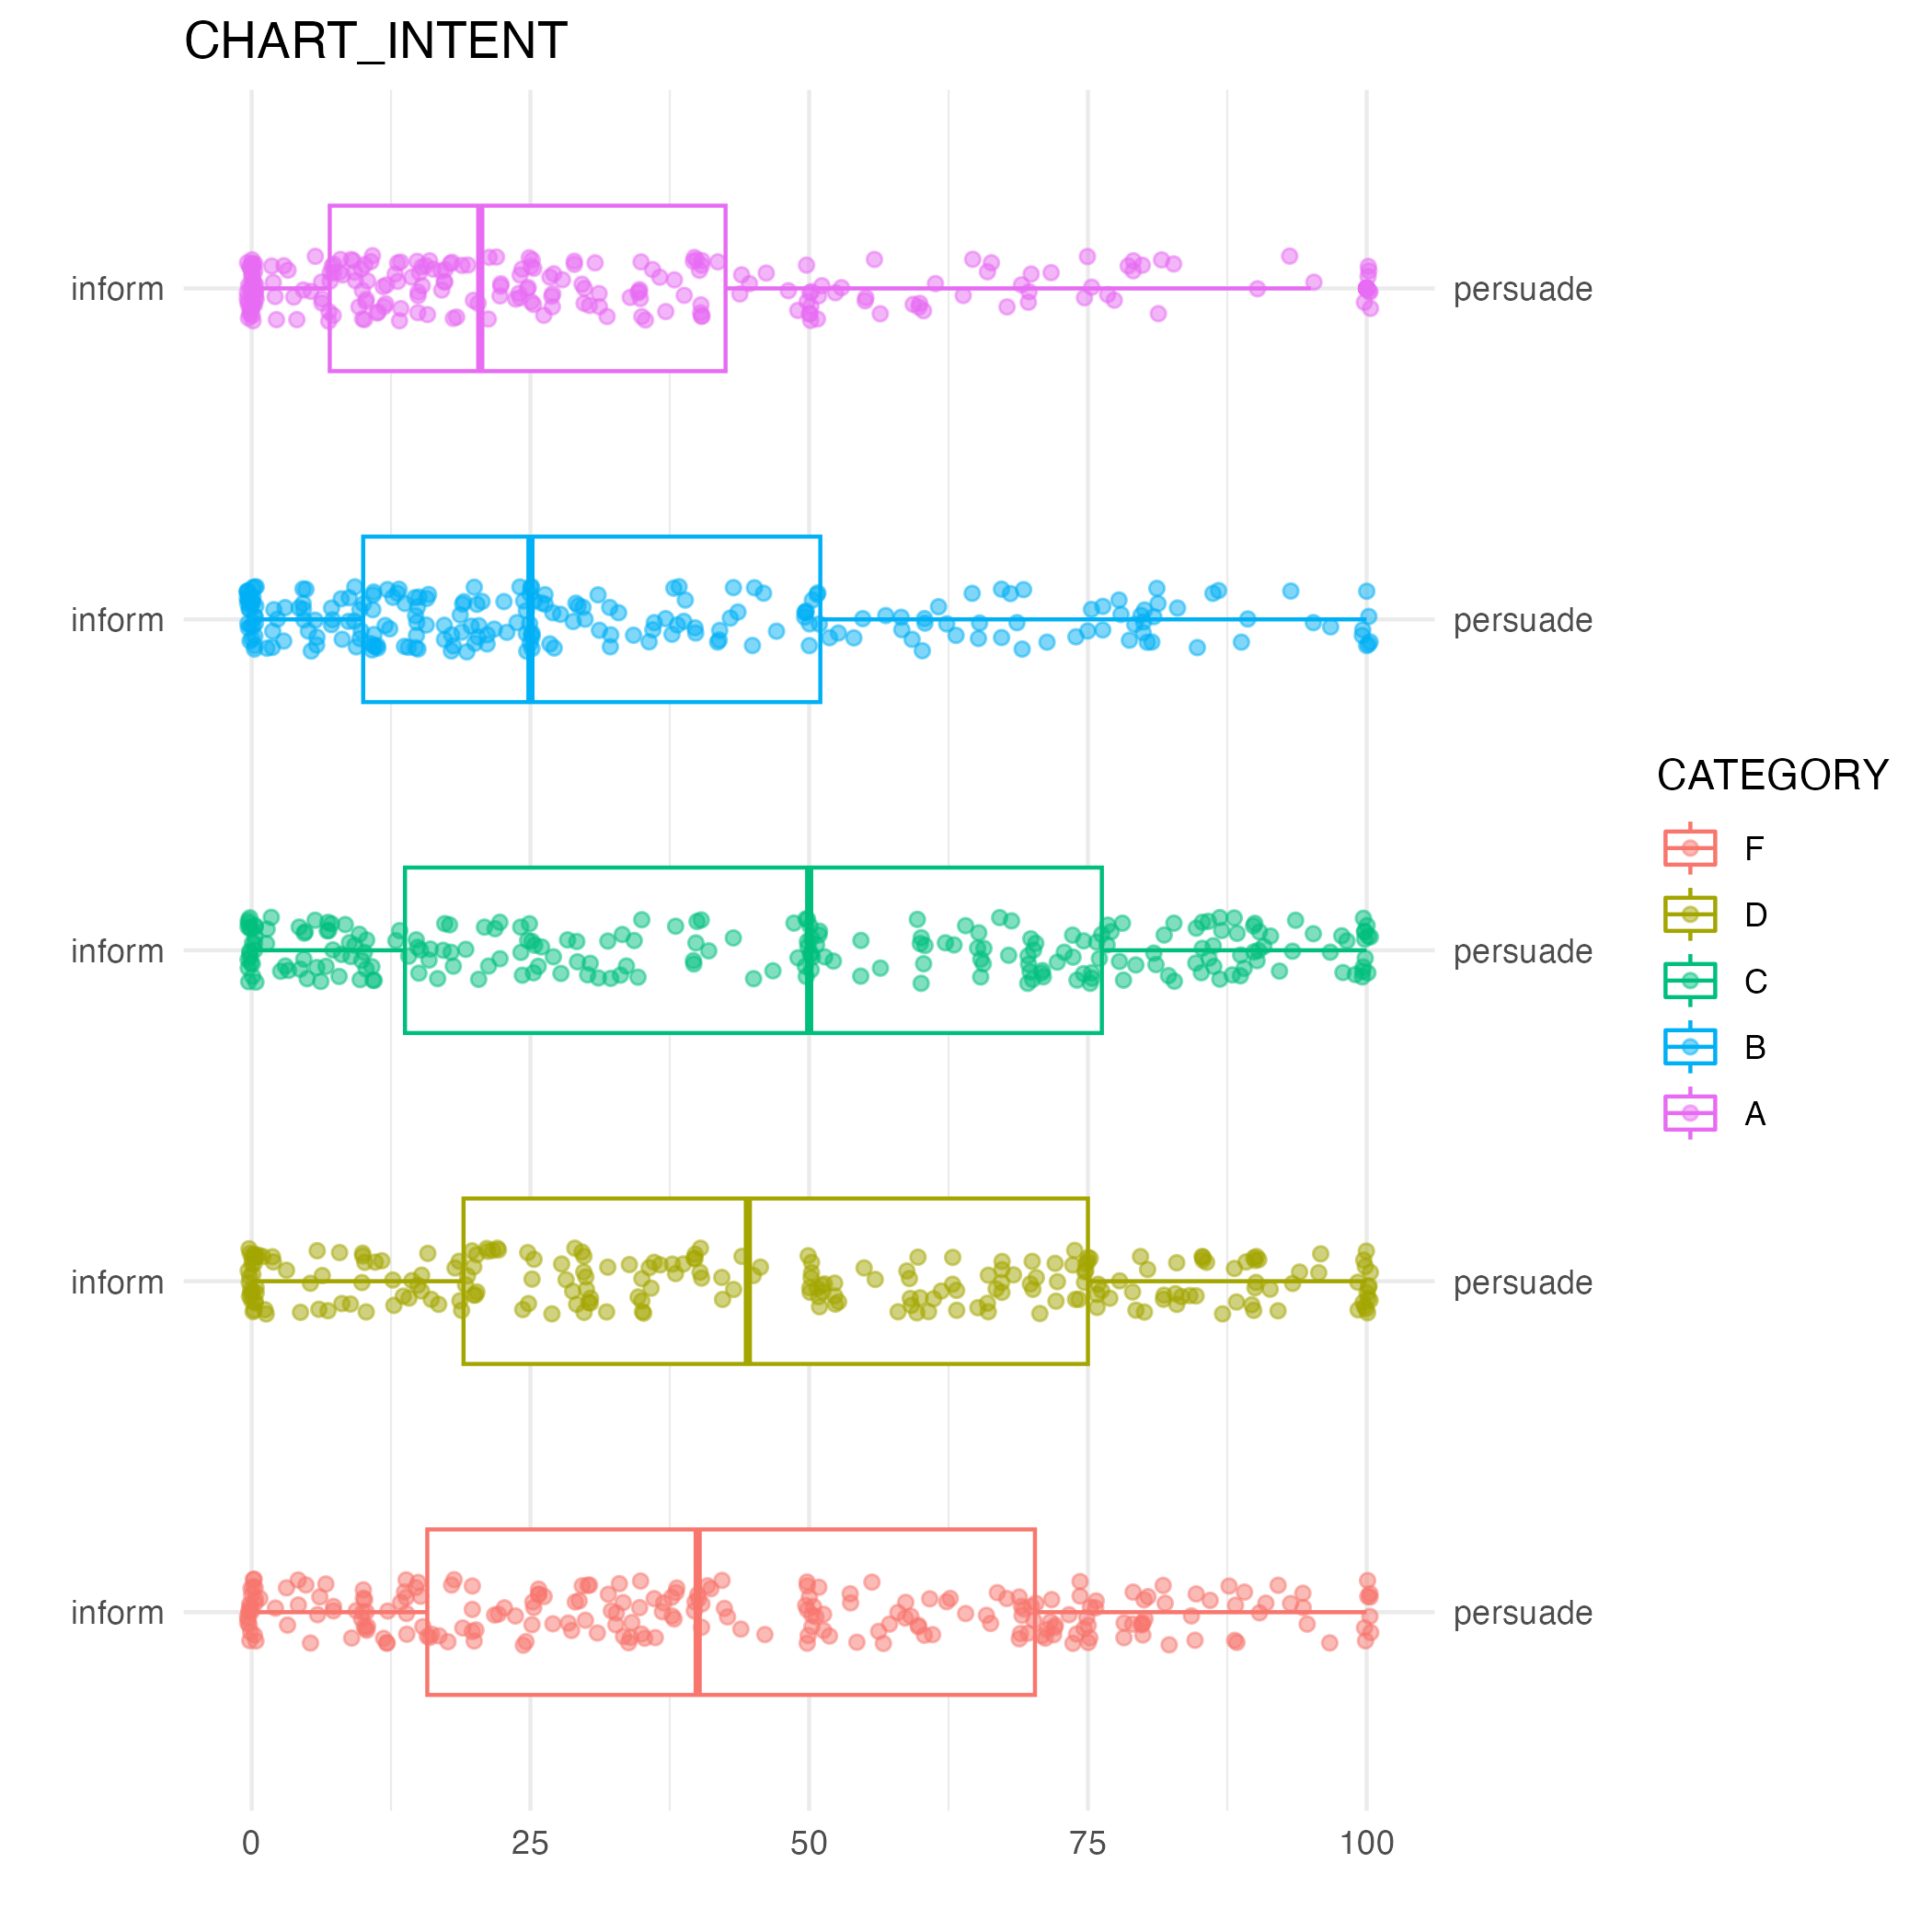 CHART_INTENT
inform
persuade
inform
persuade
inform
persuade
inform
persuade
inform
persuade
0 25 50 75 100
CATEGORY
F
D
C
B
A